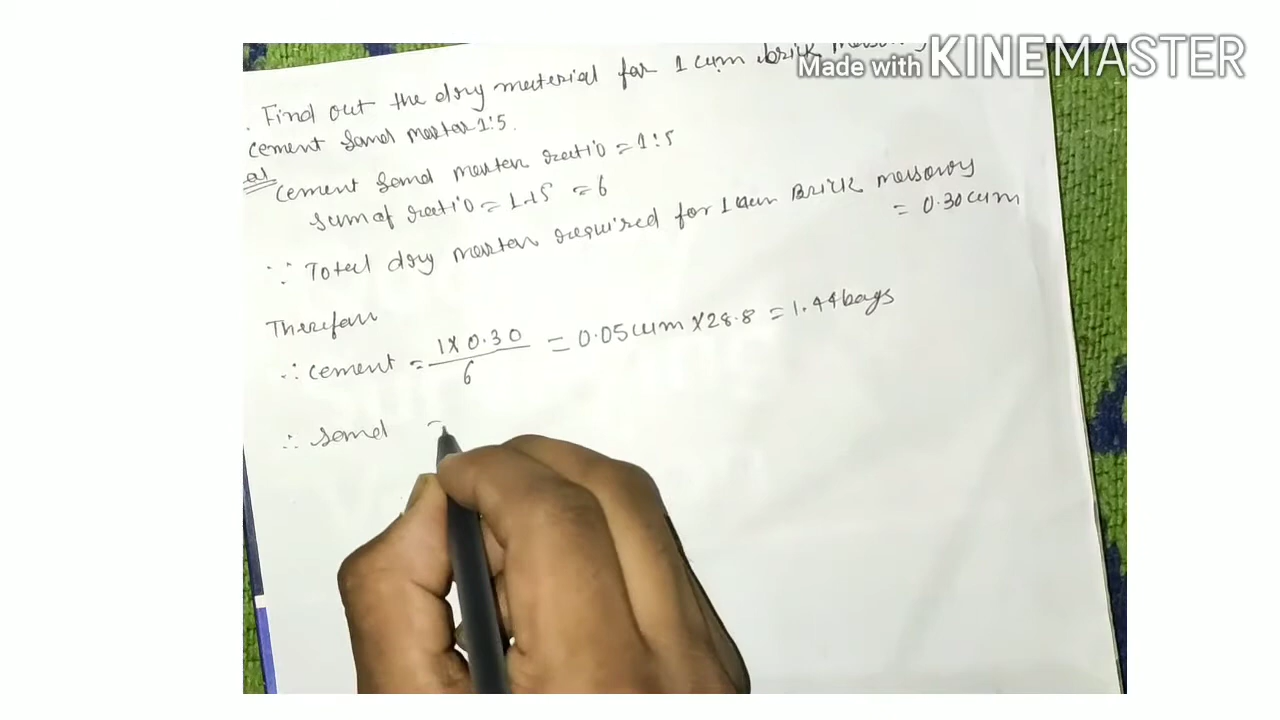 Find out the dry material for 1 cum brick
Made with KINEMASTER
cement sand mortar 1:5.
a) cement sand mortar ratio = 1:5
sum of ratio = 1+5 = 6
∵ Total dry mortar required for 1 cum Brick messonry
= 0.30 cum
Therefore
∴ cement = 1 X 0.30 / 6 = 0.05 cum X 28.8 = 1.44 bags
∴ sand =